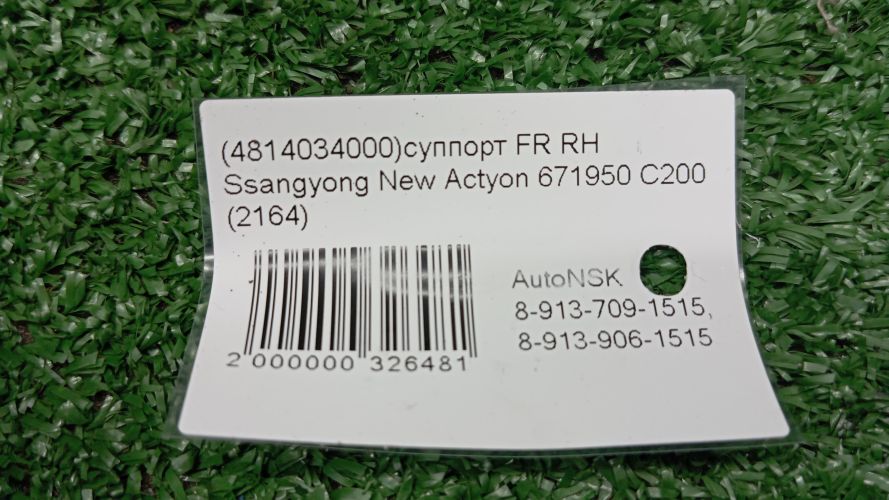 (4814034000)суппорт FR RH
Ssangyong New Actyon 671950 C200
(2164)
AutoNSK
8-913-709-1515,
8-913-906-1515
2 000000 326481